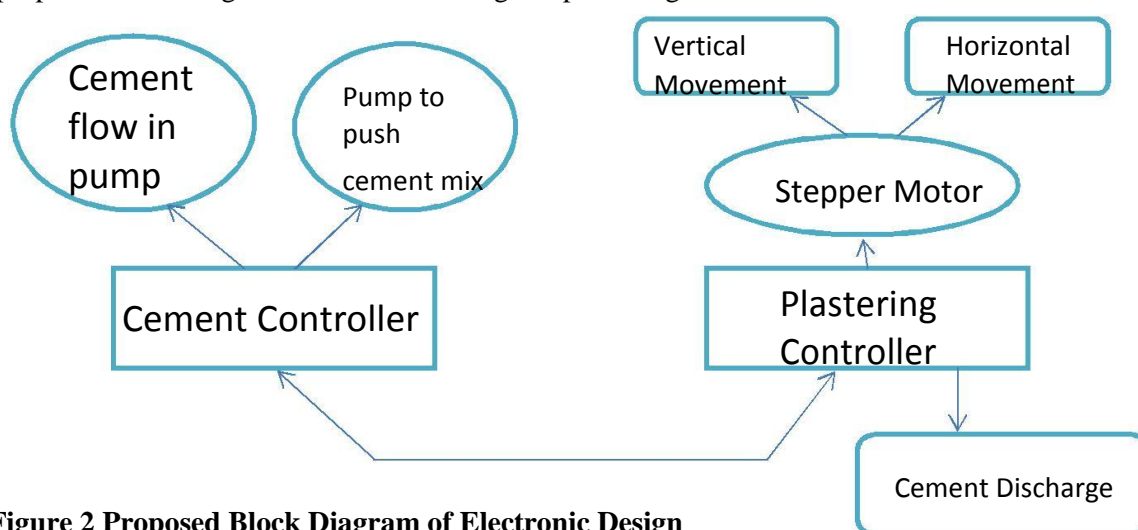 Cement
flow in
pump
Pump to
push
cement mix
Vertical
Movement
Horizontal
Movement
Stepper Motor
Cement Controller
Plastering
Controller
Cement Discharge
Figure 2 Proposed Block Diagram of Electronic Design